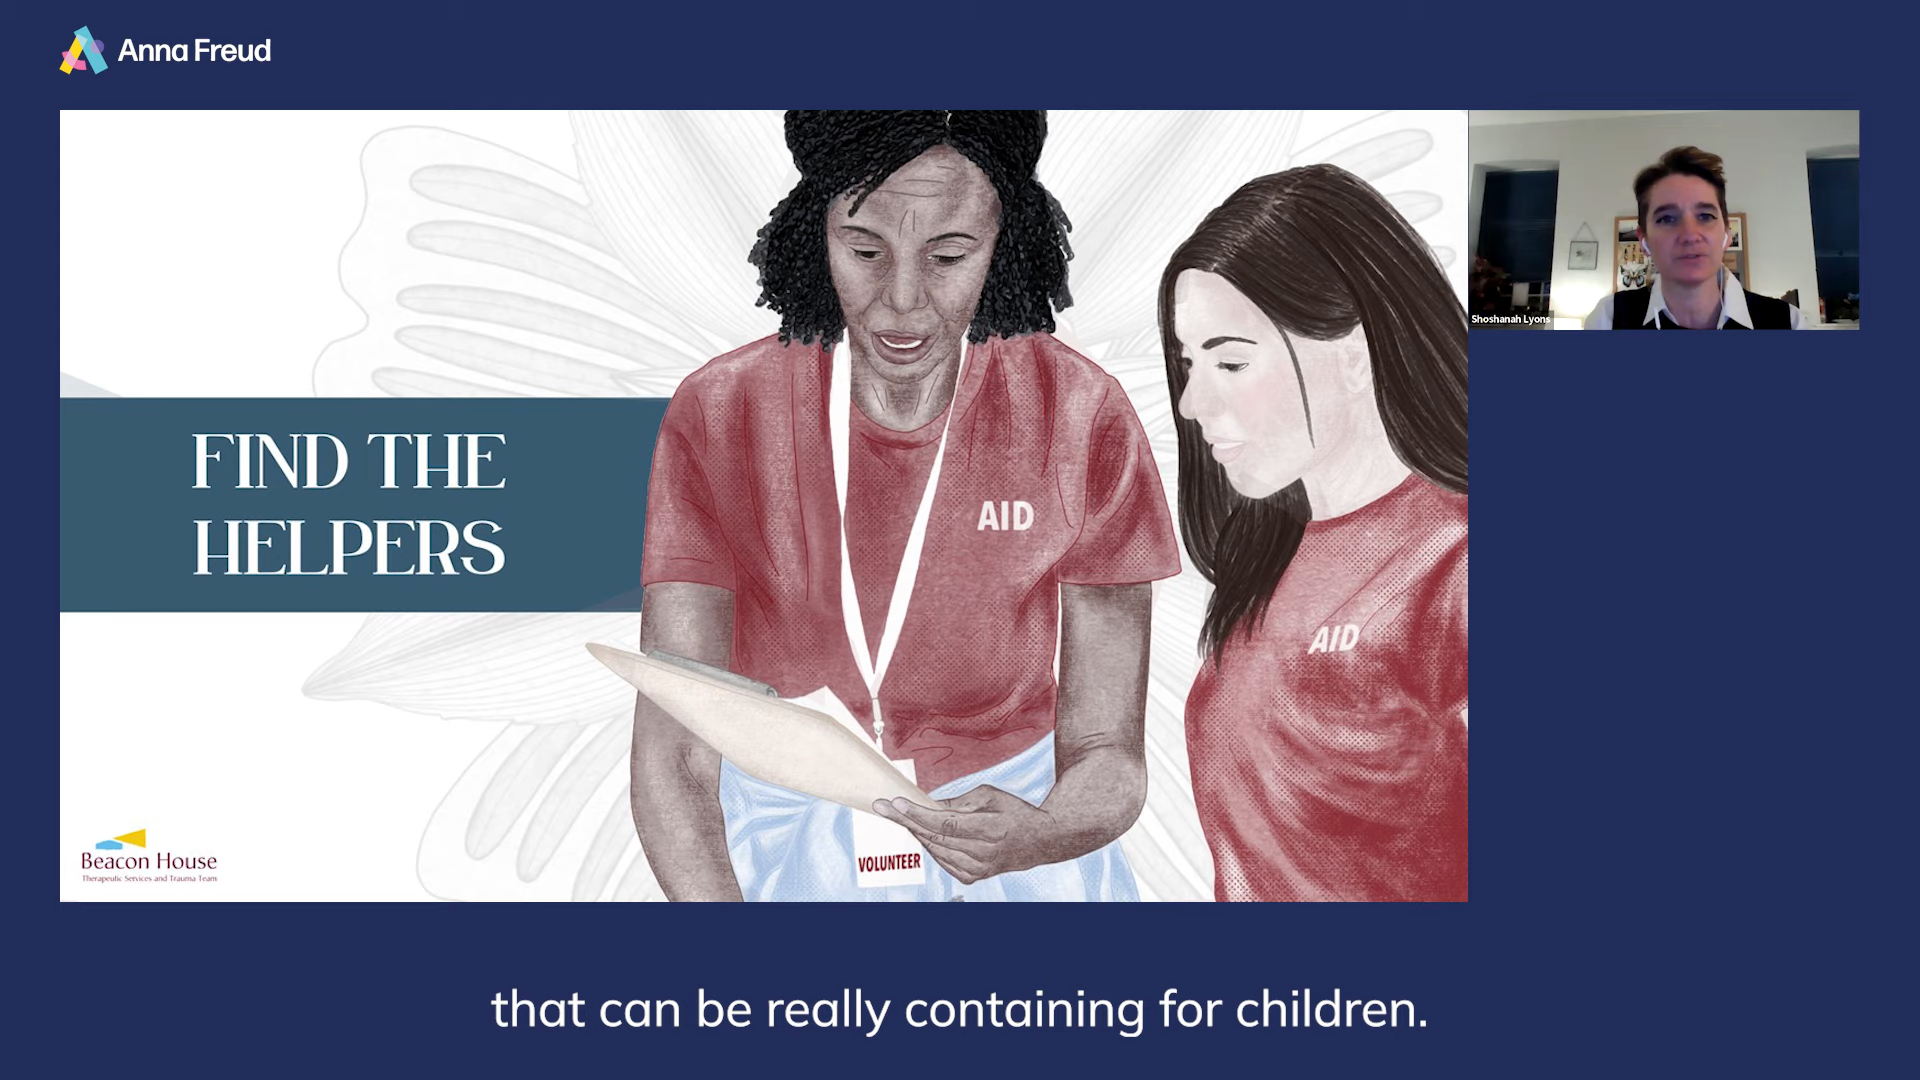 Anna Freud
Shoshanah Lyons
FIND THE
HELPERS
AID
AID
VOLUNTEER
Beacon House
Therapeutic Services and Trauma Team
that can be really containing for children.